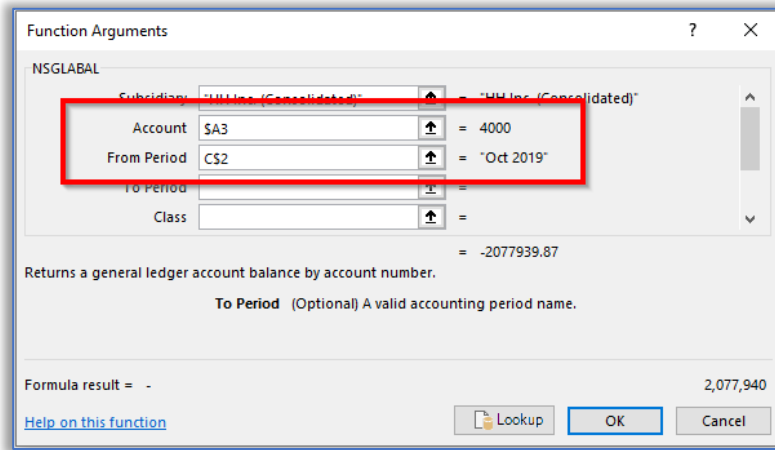 Function Arguments ? ×
NSGLABAL
Subsidiary "HH Inc. (Consolidated)" = "HH Inc. (Consolidated)"
Account $A3 = 4000
From Period C$2 = "Oct 2019"
To Period =
Class =
= -2077939.87
Returns a general ledger account balance by account number.
To Period (Optional) A valid accounting period name.
Formula result = - 2,077,940
Help on this function Lookup OK Cancel